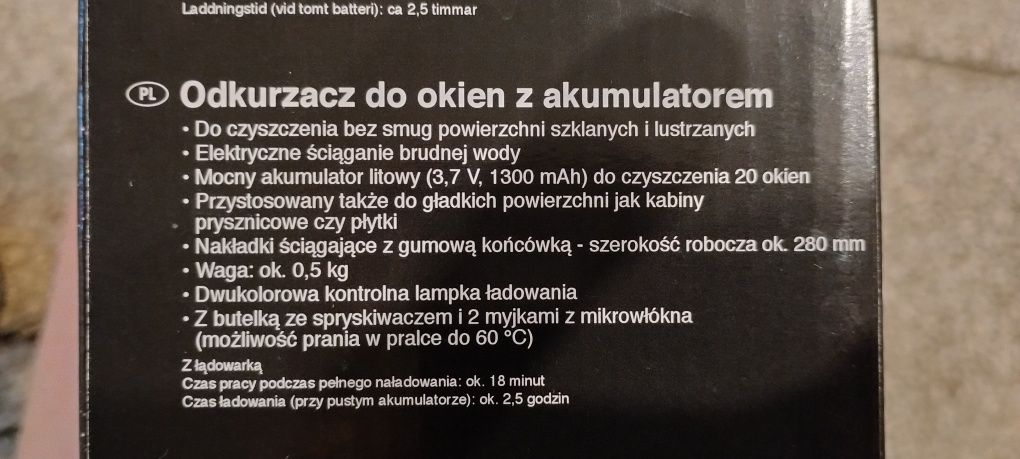 Laddningstid (vid tomt batteri): ca 2,5 timmar
PL Odkurzacz do okien z akumulatorem
• Do czyszczenia bez smug powierzchni szklanych i lustrzanych
• Elektryczne ściąganie brudnej wody
• Mocny akumulator litowy (3,7 V, 1300 mAh) do czyszczenia 20 okien
• Przystosowany także do gładkich powierzchni jak kabiny
prysznicowe czy płytki
• Nakładki ściągające z gumową końcówką - szerokość robocza ok. 280 mm
• Waga: ok. 0,5 kg
• Dwukolorowa kontrolna lampka ładowania
• Z butelką ze spryskiwaczem i 2 myjkami z mikrowłókna
(możliwość prania w pralce do 60 °C)
Z łądowarką
Czas pracy podczas pełnego naładowania: ok. 18 minut
Czas ładowania (przy pustym akumulatorze): ok. 2,5 godzin